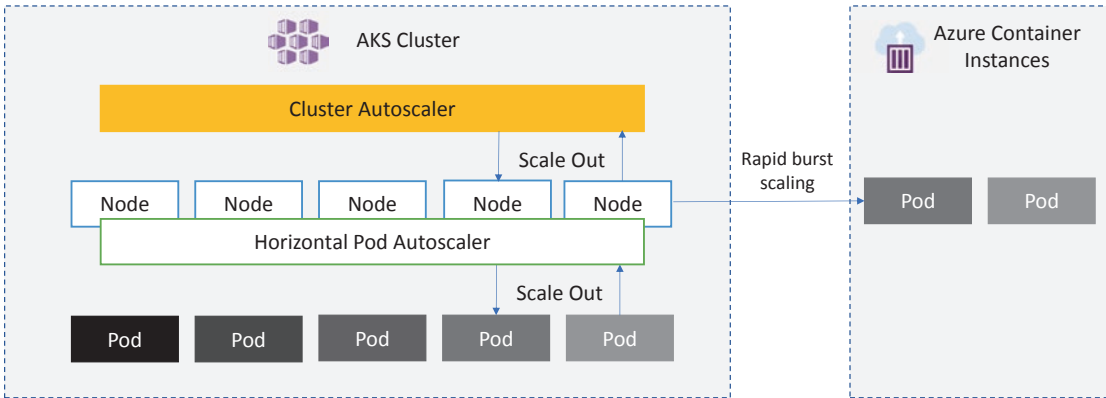 AKS Cluster
Cluster Autoscaler
Scale Out
Node
Node
Node
Node
Node
Horizontal Pod Autoscaler
Scale Out
Pod
Pod
Pod
Pod
Pod
Rapid burst
scaling
Azure Container
Instances
Pod
Pod